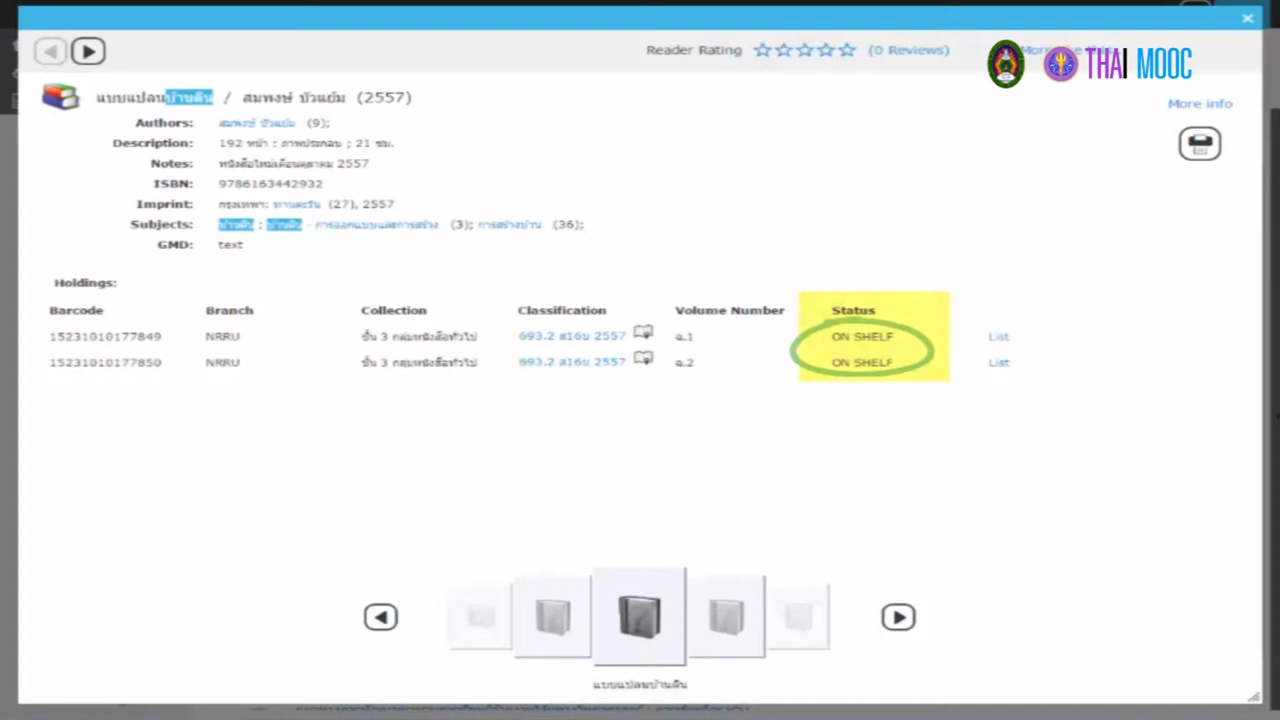 Reader Rating (0 Reviews) More like this
THAI MOOC
แบบแปลนบ้านดิน / สมพงษ์ บัวแย้ม (2557)
More info
Authors: สมพงษ์ บัวแย้ม (9);
Description: 192 หน้า : ภาพประกอบ ; 21 ซม.
Notes: หนังสือใหม่เดือนตุลาคม 2557
ISBN: 9786163442932
Imprint: กรุงเทพฯ: ทานตะวัน (27), 2557
Subjects: บ้านดิน ; บ้านดิน - การออกแบบและการสร้าง (3); การสร้างบ้าน (36);
GMD: text
Holdings:
Barcode Branch Collection Classification Volume Number Status
15231010177849 NRRU ชั้น 3 กลุ่มหนังสือทั่วไป 693.2 ส16บ 2557 ฉ.1 ON SHELF List
15231010177850 NRRU ชั้น 3 กลุ่มหนังสือทั่วไป 693.2 ส16บ 2557 ฉ.2 ON SHELF List
แบบแปลนบ้านดิน